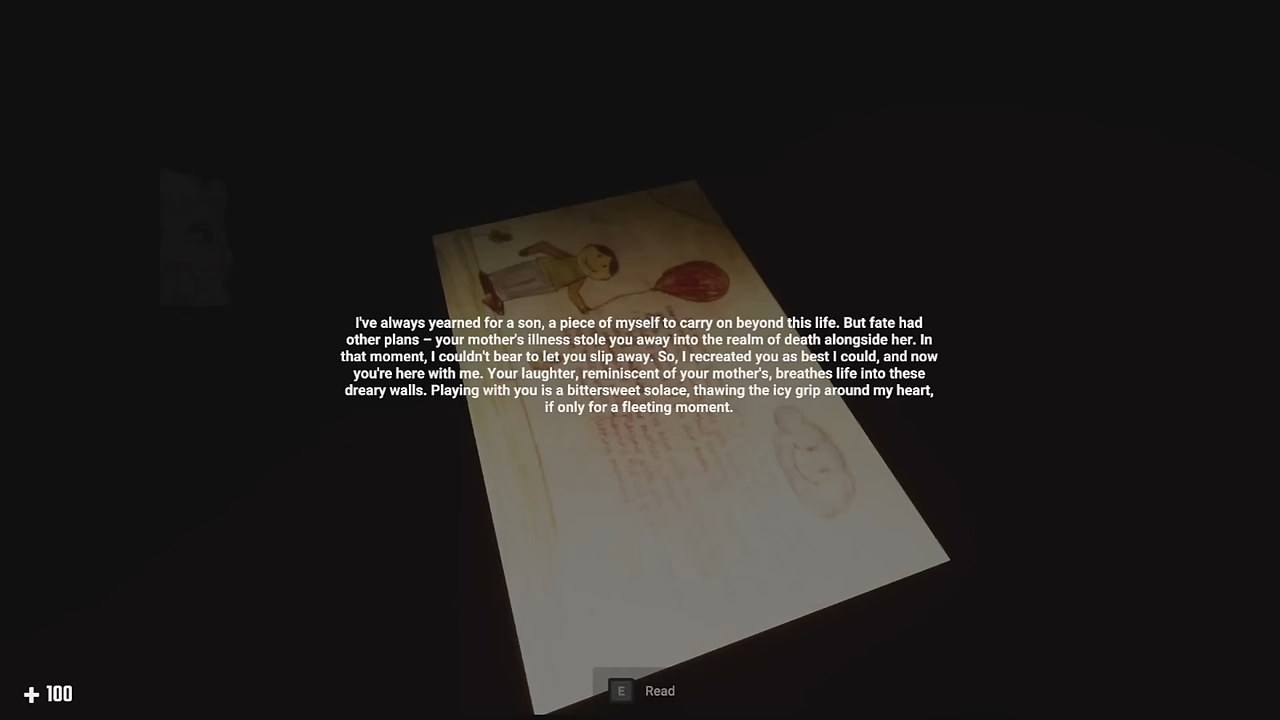 I've always yearned for a son, a piece of myself to carry on beyond this life. But fate had
other plans – your mother's illness stole you away into the realm of death alongside her. In
that moment, I couldn't bear to let you slip away. So, I recreated you as best I could, and now
you're here with me. Your laughter, reminiscent of your mother's, breathes life into these
dreary walls. Playing with you is a bittersweet solace, thawing the icy grip around my heart,
if only for a fleeting moment.
E Read
+ 100